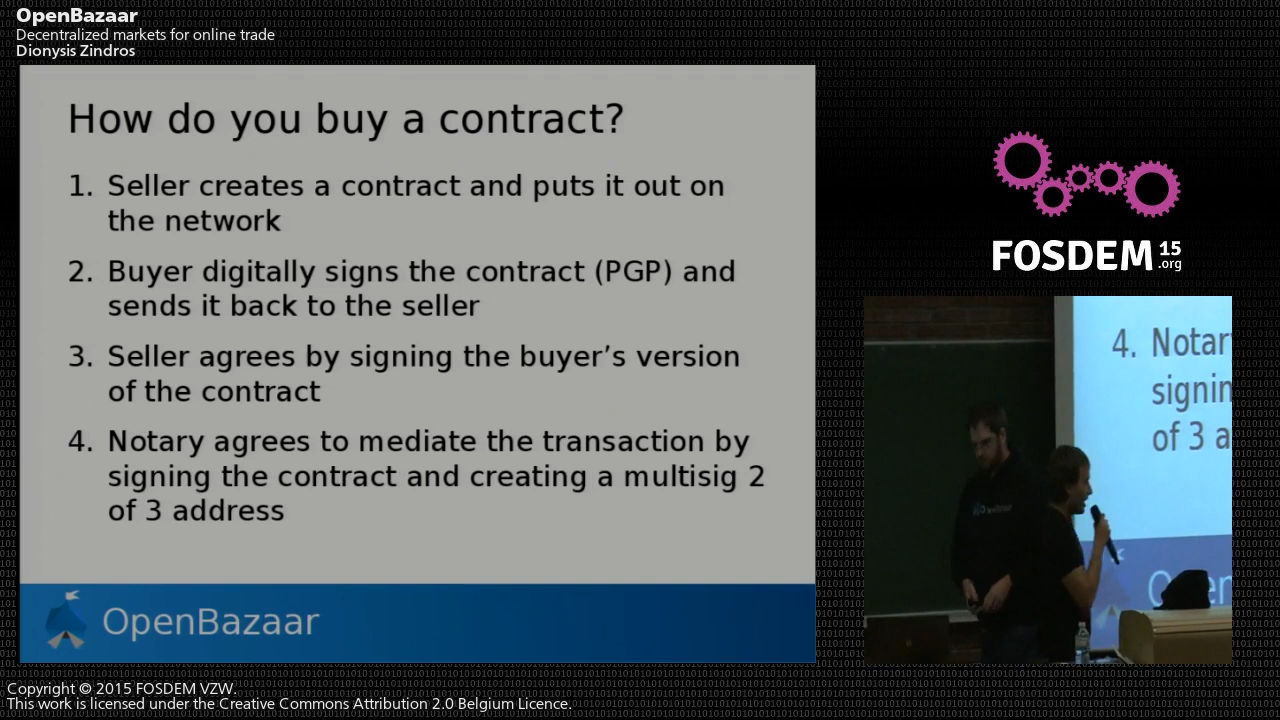 OpenBazaar
Decentralized markets for online trade
Dionysis Zindros
How do you buy a contract?
1. Seller creates a contract and puts it out on
the network
2. Buyer digitally signs the contract (PGP) and
sends it back to the seller
3. Seller agrees by signing the buyer’s version
of the contract
4. Notary agrees to mediate the transaction by
signing the contract and creating a multisig 2
of 3 address
OpenBazaar
FOSDEM 15
.org
4. Notar
signin
of 3 a
Copyright © 2015 FOSDEM VZW.
This work is licensed under the Creative Commons Attribution 2.0 Belgium Licence.